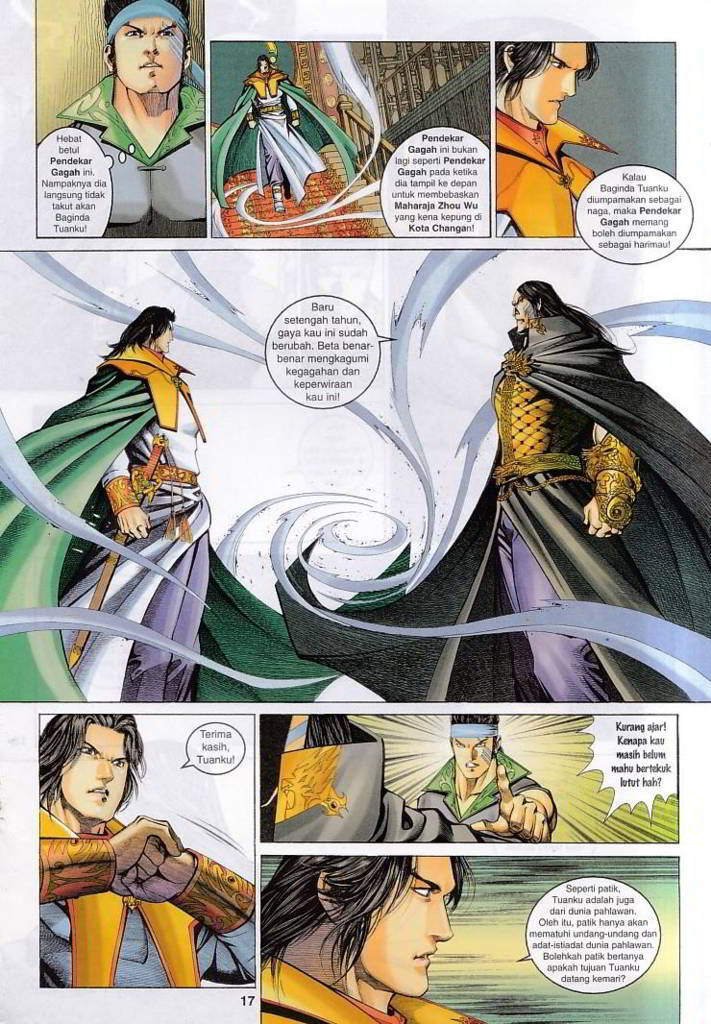 Hebat
betul
Pendekar
Gagah ini.
Nampaknya dia
langsung tidak
takut akan
Baginda
Tuanku!
Pendekar
Gagah ini bukan
lagi seperti Pendekar
Gagah pada ketika
dia tampil ke depan
untuk membebaskan
Maharaja Zhou Wu
yang kena kepung di
Kota Changan!
Kalau
Baginda Tuanku
diumpamakan sebagai
naga, maka Pendekar
Gagah memang
boleh diumpamakan
sebagai harimau!
Baru
setengah tahun,
gaya kau ini sudah
berubah. Beta benar-
benar mengkagumi
kegagahan dan
keperwiraan
kau ini!
Terima
kasih,
Tuanku!
Kurang ajar!
Kenapa kau
masih belum
mahu bertekuk
lutut hah?
Seperti patik,
Tuanku adalah juga
dari dunia pahlawan.
Oleh itu, patik hanya akan
mematuhi undang-undang dan
adat-istiadat dunia pahlawan.
Bolehkah patik bertanya
apakah tujuan Tuanku
datang kemari?
17